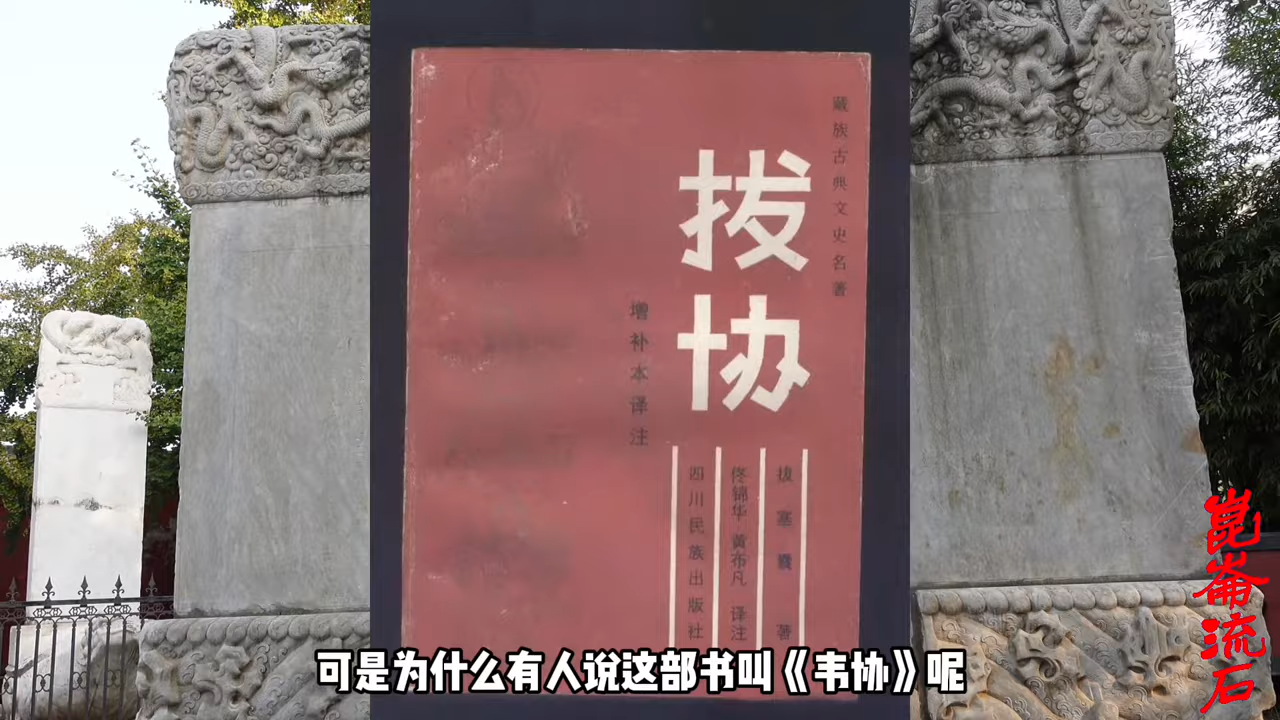 藏族古典文史名著
拔协
增补本译注
拔塞囊 著
佟锦华 黄布凡 译注
四川民族出版社
可是为什么有人说这部书叫《韦协》呢
崑崙流石